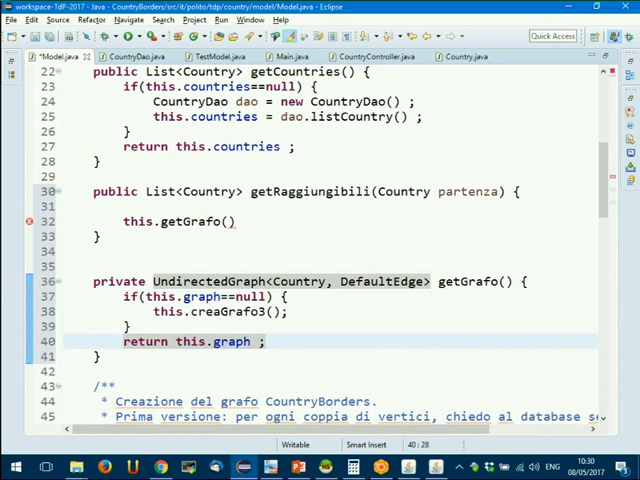 workspace-TdP-2017 - Java - CountryBorders/src/it/polito/tdp/country/model/Model.java - Eclipse
File Edit Source Refactor Navigate Search Project Run Window Help
Quick Access
*Model.java CountryDao.java TestModel.java Main.java CountryController.java Country.java
22 public List<Country> getCountries() {
23 if(this.countries==null) {
24 CountryDao dao = new CountryDao() ;
25 this.countries = dao.listCountry() ;
26 }
27 return this.countries ;
28 }
29
30 public List<Country> getRaggiungibili(Country partenza) {
31
32 this.getGrafo()
33 }
34
35
36 private UndirectedGraph<Country, DefaultEdge> getGrafo() {
37 if(this.graph==null) {
38 this.creaGrafo3();
39 }
40 return this.graph ;
41 }
42
43 /**
44 * Creazione del grafo CountryBorders.
45 * Prima versione: per ogni coppia di vertici, chiedo al database se
Writable Smart Insert 40 : 28
ENG 10:30
08/05/2017